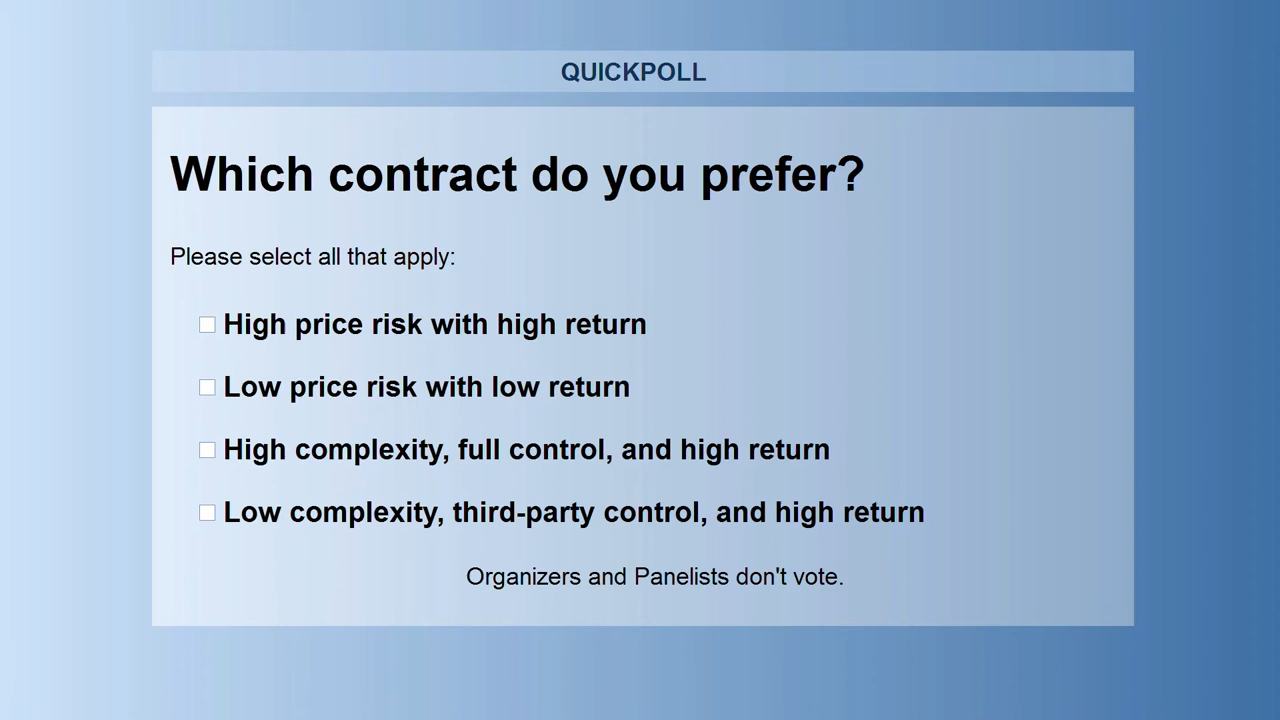 QUICKPOLL
Which contract do you prefer?
Please select all that apply:
High price risk with high return
Low price risk with low return
High complexity, full control, and high return
Low complexity, third-party control, and high return
Organizers and Panelists don't vote.